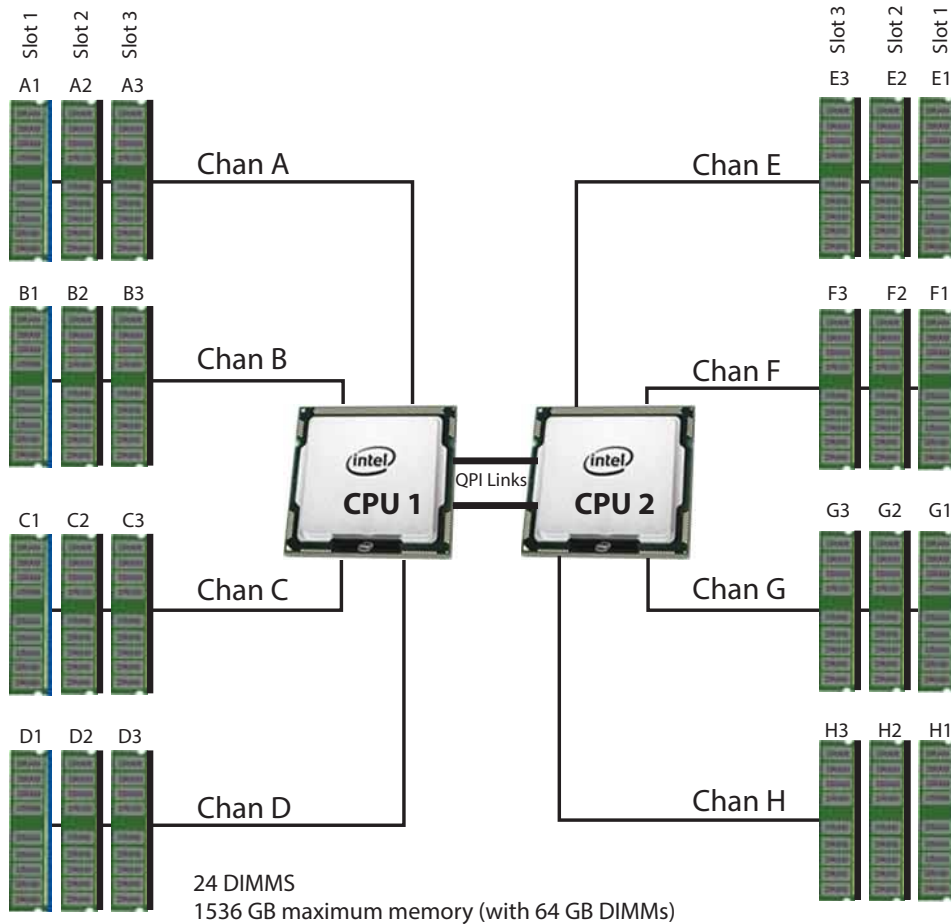 Slot 1 Slot 2 Slot 3 Slot 3 Slot 2 Slot 1
A1 A2 A3 E3 E2 E1
Chan A Chan E
B1 B2 B3 F3 F2 F1
Chan B Chan F
intel intel
QPI Links
CPU 1 CPU 2
C1 C2 C3 G3 G2 G1
Chan C Chan G
D1 D2 D3 H3 H2 H1
Chan D Chan H
24 DIMMS
1536 GB maximum memory (with 64 GB DIMMs)